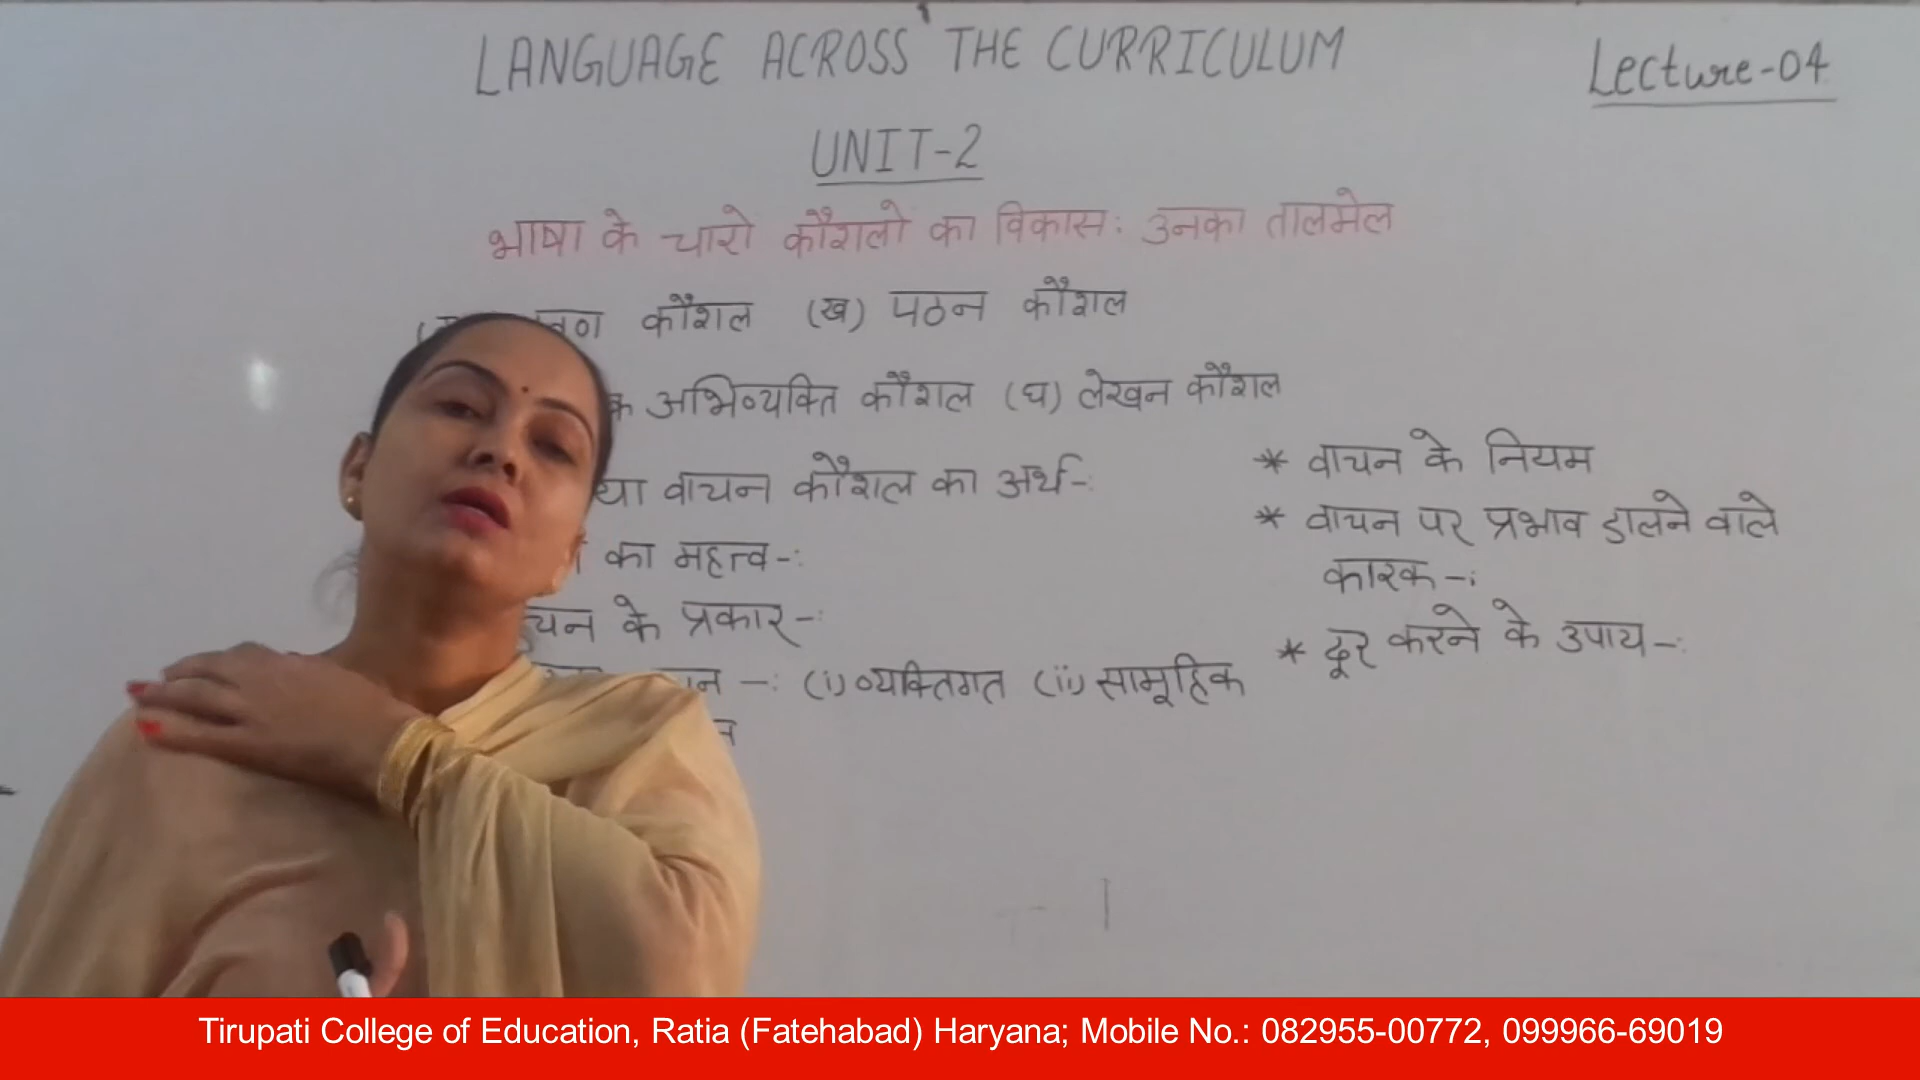 LANGUAGE ACROSS THE CURRICULUM
Lecture-04
UNIT-2
भाषा के चारो कौशलो का विकास: उनका तालमेल
कौशल (ख) पठन कौशल
अभिव्यक्ति कौशल (घ) लेखन कौशल
या वाचन कौशल का अर्थ-:
का महत्व-:
के प्रकार-:
-: (i) व्यक्तिगत (ii) सामूहिक
* वाचन के नियम
* वाचन पर प्रभाव डालने वाले
कारक-:
* दूर करने के उपाय-:
Tirupati College of Education, Ratia (Fatehabad) Haryana; Mobile No.: 082955-00772, 099966-69019